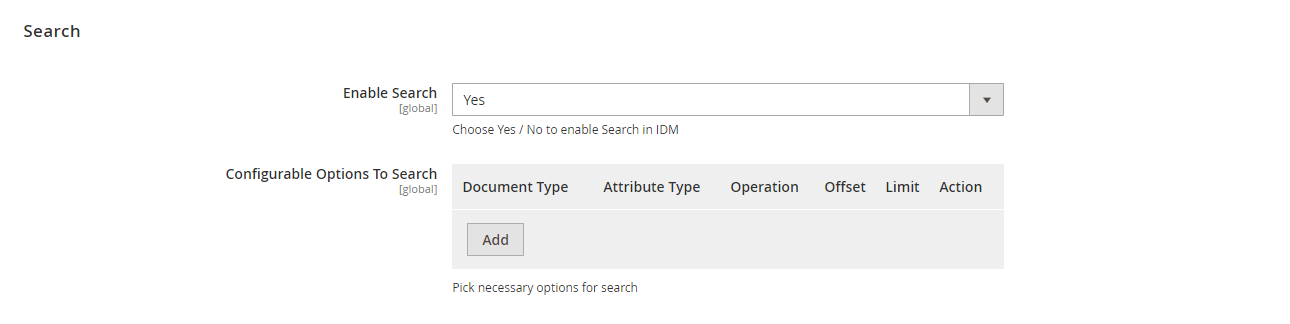 Search
Enable Search
[global]
Yes
Choose Yes / No to enable Search in IDM
Configurable Options To Search
[global]
Document Type Attribute Type Operation Offset Limit Action
Add
Pick necessary options for search